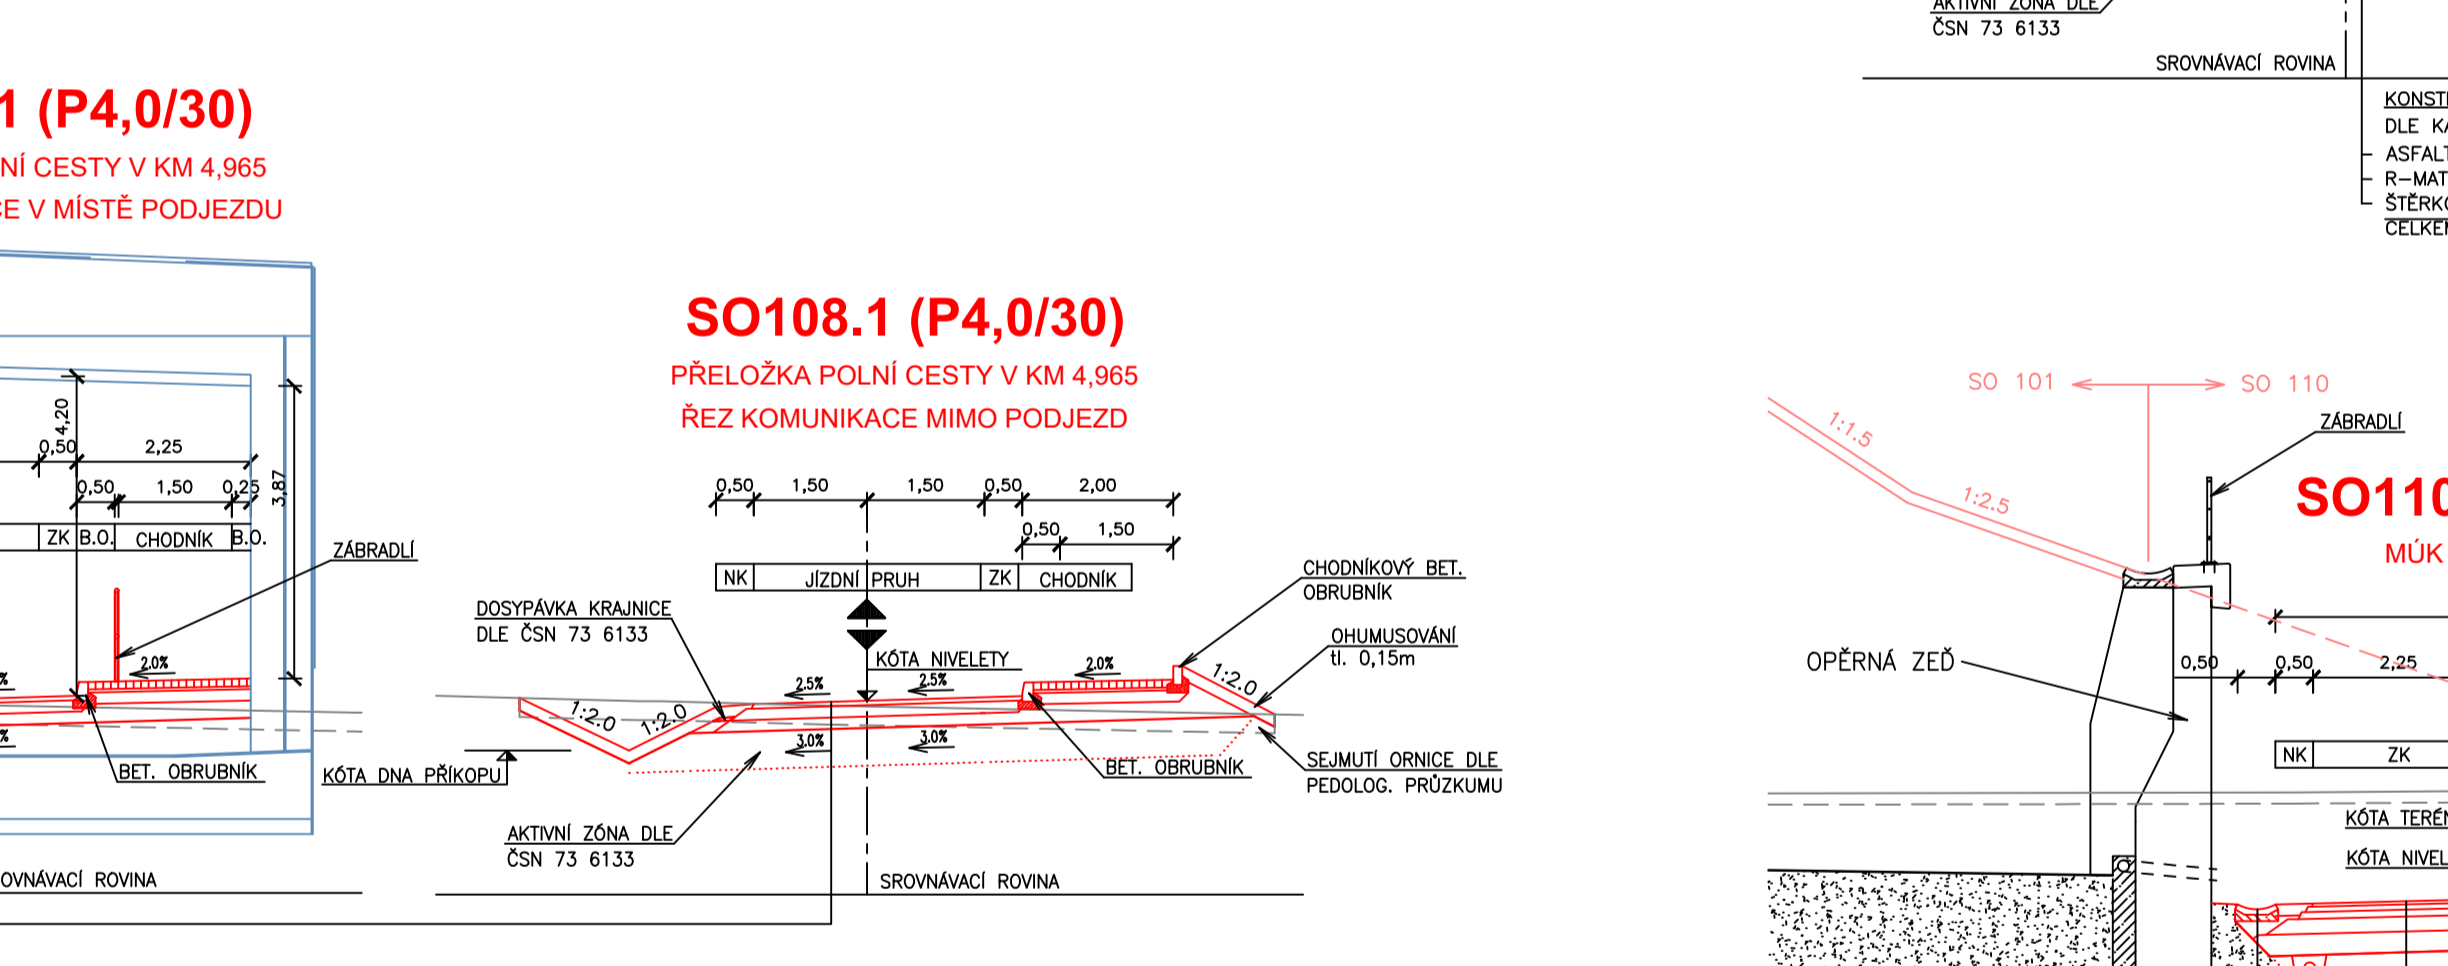 1 (P4,0/30)
NÍ CESTY V KM 4,965
CE V MÍSTĚ PODJEZDU
4,20
0,50
2,25
0,50
1,50
0,25
3,87
ZK
B.O.
CHODNÍK
B.O.
ZÁBRADLÍ
2.0%
%
%
BET. OBRUBNÍK
OVNÁVACÍ ROVINA
SO108.1 (P4,0/30)
PŘELOŽKA POLNÍ CESTY V KM 4,965
ŘEZ KOMUNIKACE MIMO PODJEZD
0,50
1,50
1,50
0,50
2,00
0,50
1,50
NK
JÍZDNÍ PRUH
ZK
CHODNÍK
DOSYPÁVKA KRAJNICE
DLE ČSN 73 6133
KÓTA NIVELETY
CHODNÍKOVÝ BET.
OBRUBNÍK
OHUMUSOVÁNÍ
tl. 0,15m
2.5%
2.5%
2.0%
1:2.0
1:2.0
1:2.0
3.0%
3.0%
KÓTA DNA PŘÍKOPU
BET. OBRUBNÍK
SEJMUTÍ ORNICE DLE
PEDOLOG. PRŮZKUMU
AKTIVNÍ ZÓNA DLE
ČSN 73 6133
SROVNÁVACÍ ROVINA
AKTIVNÍ ZÓNA DLE
ČSN 73 6133
SROVNÁVACÍ ROVINA
KONST
DLE KA
ASFAL
R-MAT
ŠTĚRK
CELKE
SO 101
SO 110
1:1.5
1:2.5
ZÁBRADLÍ
SO110
MÚK
OPĚRNÁ ZEĎ
0,50
0,50
2,25
NK
ZK
KÓTA TERÉN
KÓTA NIVEL